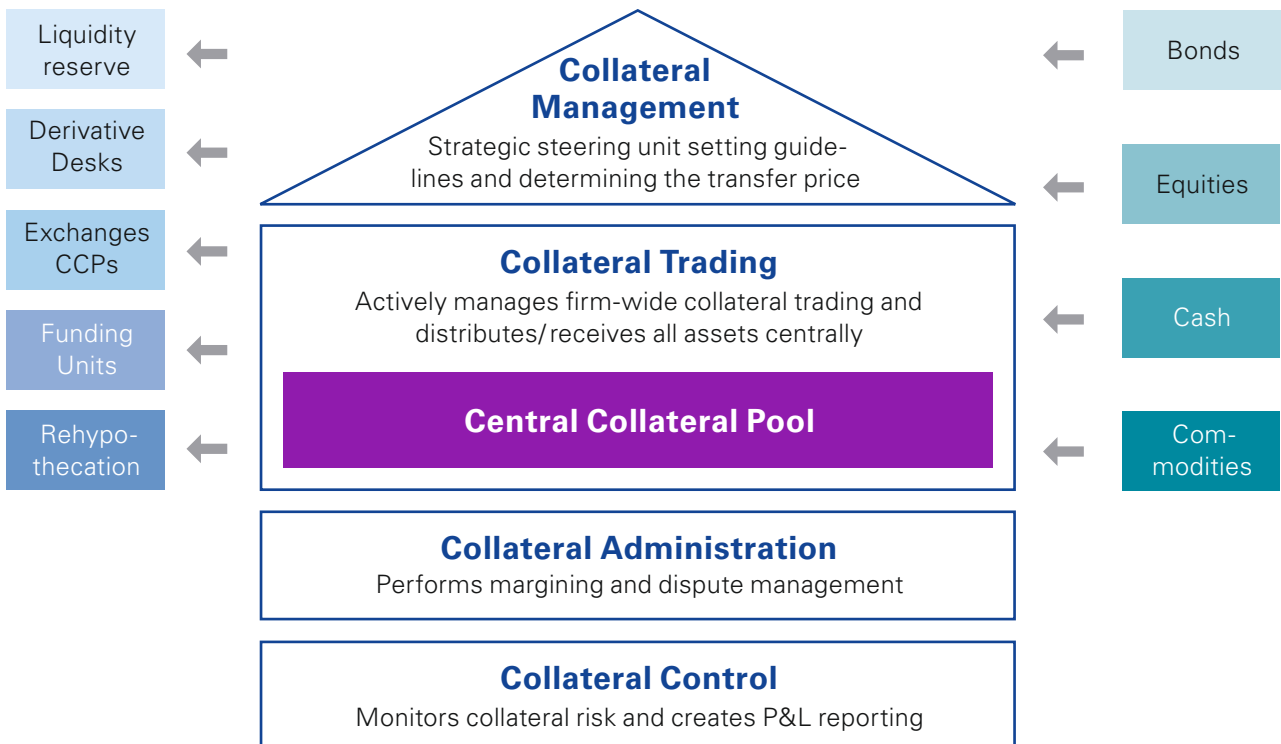 Liquidity
reserve
Derivative
Desks
Exchanges
CCPs
Funding
Units
Rehypo-
thecation
Collateral
Management
Strategic steering unit setting guide-
lines and determining the transfer price
Collateral Trading
Actively manages firm-wide collateral trading and
distributes/receives all assets centrally
Central Collateral Pool
Collateral Administration
Performs margining and dispute management
Collateral Control
Monitors collateral risk and creates P&L reporting
Bonds
Equities
Cash
Com-
modities